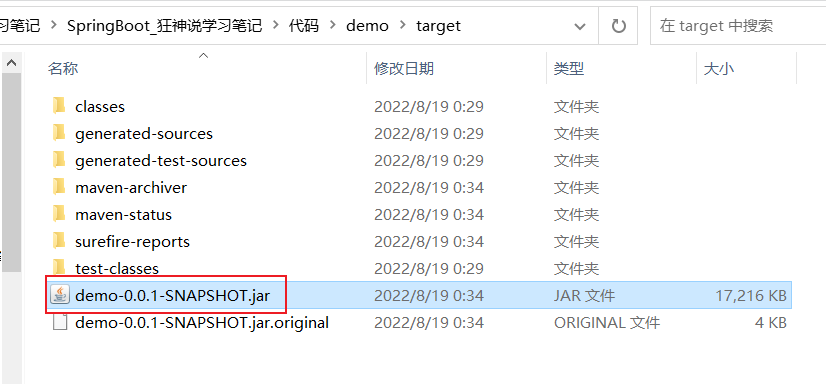 习笔记 > SpringBoot_狂神说学习笔记 > 代码 > demo > target
在 target 中搜索
名称 修改日期 类型 大小
classes 2022/8/19 0:29 文件夹
generated-sources 2022/8/19 0:29 文件夹
generated-test-sources 2022/8/19 0:29 文件夹
maven-archiver 2022/8/19 0:34 文件夹
maven-status 2022/8/19 0:34 文件夹
surefire-reports 2022/8/19 0:34 文件夹
test-classes 2022/8/19 0:29 文件夹
demo-0.0.1-SNAPSHOT.jar 2022/8/19 0:34 JAR 文件 17,216 KB
demo-0.0.1-SNAPSHOT.jar.original 2022/8/19 0:34 ORIGINAL 文件 4 KB